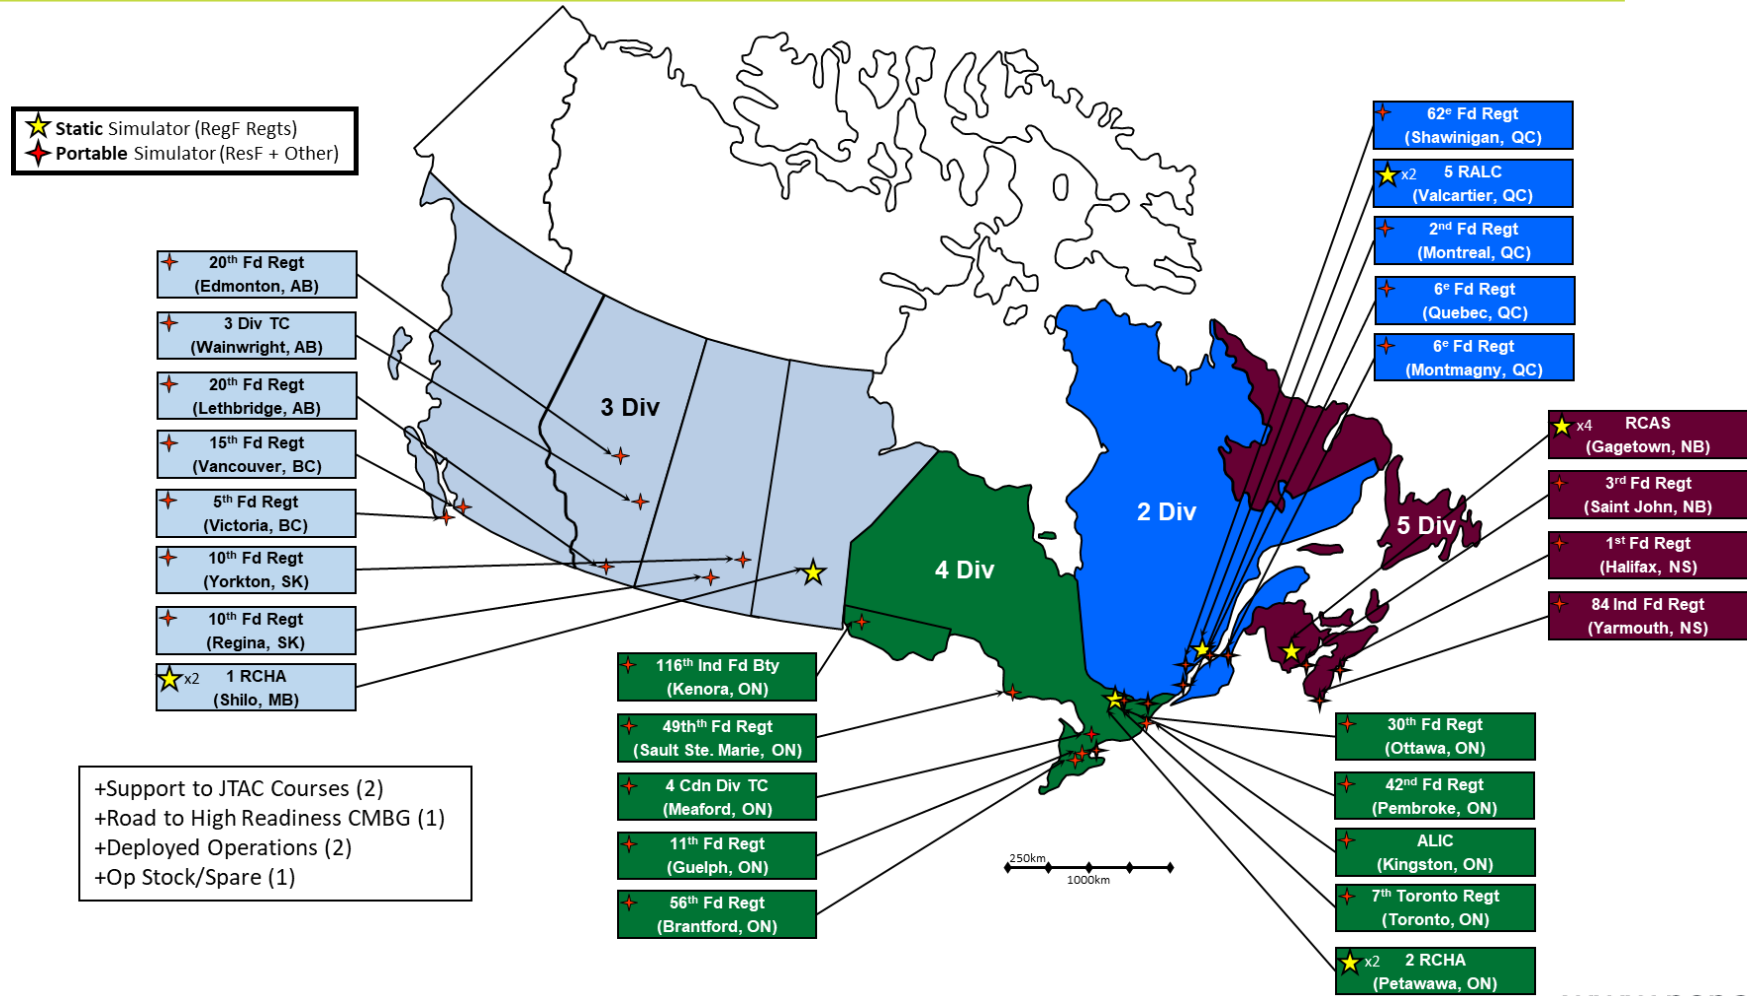 Static Simulator (RegF Regts)
Portable Simulator (ResF + Other)
20th Fd Regt
(Edmonton, AB)
3 Div TC
(Wainwright, AB)
20th Fd Regt
(Lethbridge, AB)
15th Fd Regt
(Vancouver, BC)
5th Fd Regt
(Victoria, BC)
10th Fd Regt
(Yorkton, SK)
10th Fd Regt
(Regina, SK)
x2 1 RCHA
(Shilo, MB)
3 Div
4 Div
2 Div
5 Div
62e Fd Regt
(Shawinigan, QC)
x2 5 RALC
(Valcartier, QC)
2nd Fd Regt
(Montreal, QC)
6e Fd Regt
(Quebec, QC)
6e Fd Regt
(Montmagny, QC)
x4 RCAS
(Gagetown, NB)
3rd Fd Regt
(Saint John, NB)
1st Fd Regt
(Halifax, NS)
84 Ind Fd Regt
(Yarmouth, NS)
116th Ind Fd Bty
(Kenora, ON)
49thth Fd Regt
(Sault Ste. Marie, ON)
4 Cdn Div TC
(Meaford, ON)
11th Fd Regt
(Guelph, ON)
56th Fd Regt
(Brantford, ON)
30th Fd Regt
(Ottawa, ON)
42nd Fd Regt
(Pembroke, ON)
ALIC
(Kingston, ON)
7th Toronto Regt
(Toronto, ON)
x2 2 RCHA
(Petawawa, ON)
250km
1000km
+Support to JTAC Courses (2)
+Road to High Readiness CMBG (1)
+Deployed Operations (2)
+Op Stock/Spare (1)